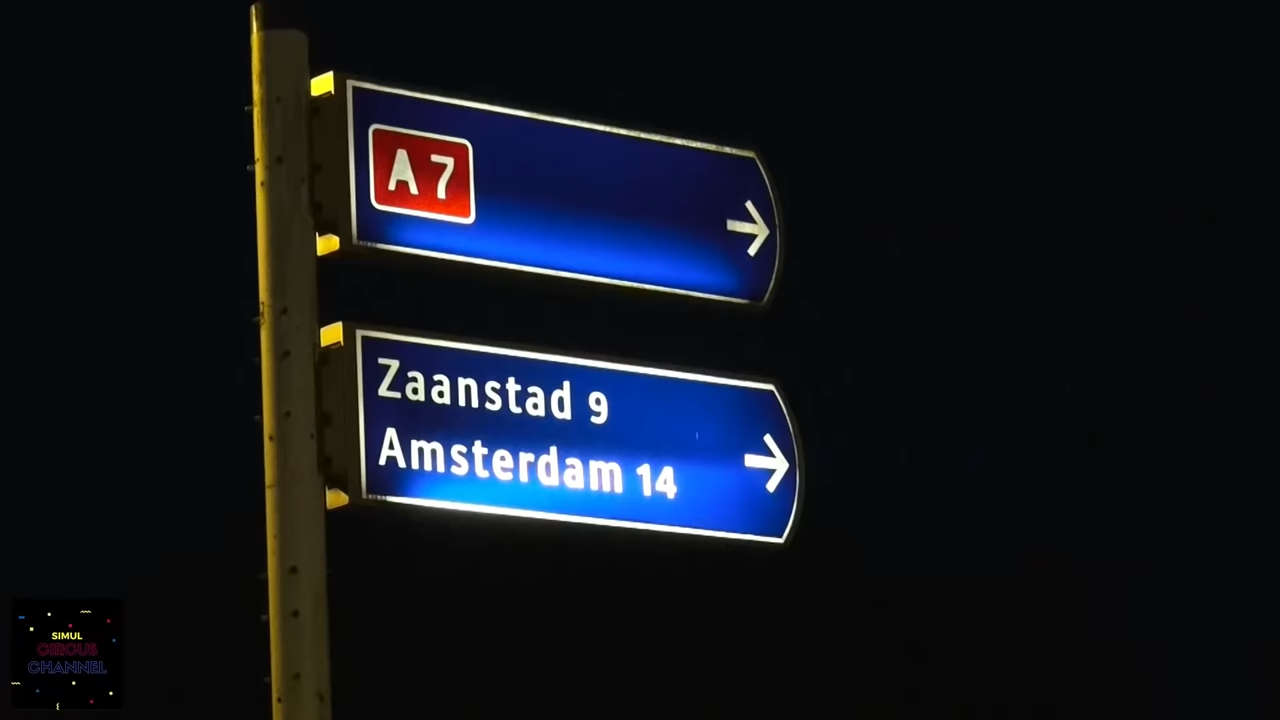 A7
Zaanstad 9
Amsterdam 14
SIMUL
CIRCUS
CHANNEL